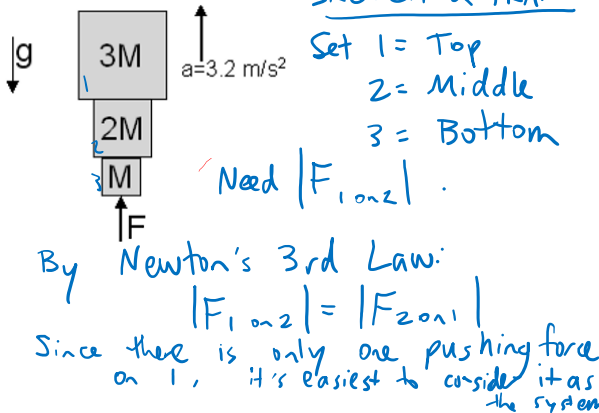 g
3M
1
a=3.2 m/s²
2M
2
M
3
F
Set 1 = Top
2 = Middle
3 = Bottom
Need |F₁ ₒₙ ₂| .
By Newton's 3rd Law:
|F₁ ₒₙ ₂| = |F₂ ₒₙ ₁|
Since there is only one pushing force
on 1, it's easiest to consider it as
the system